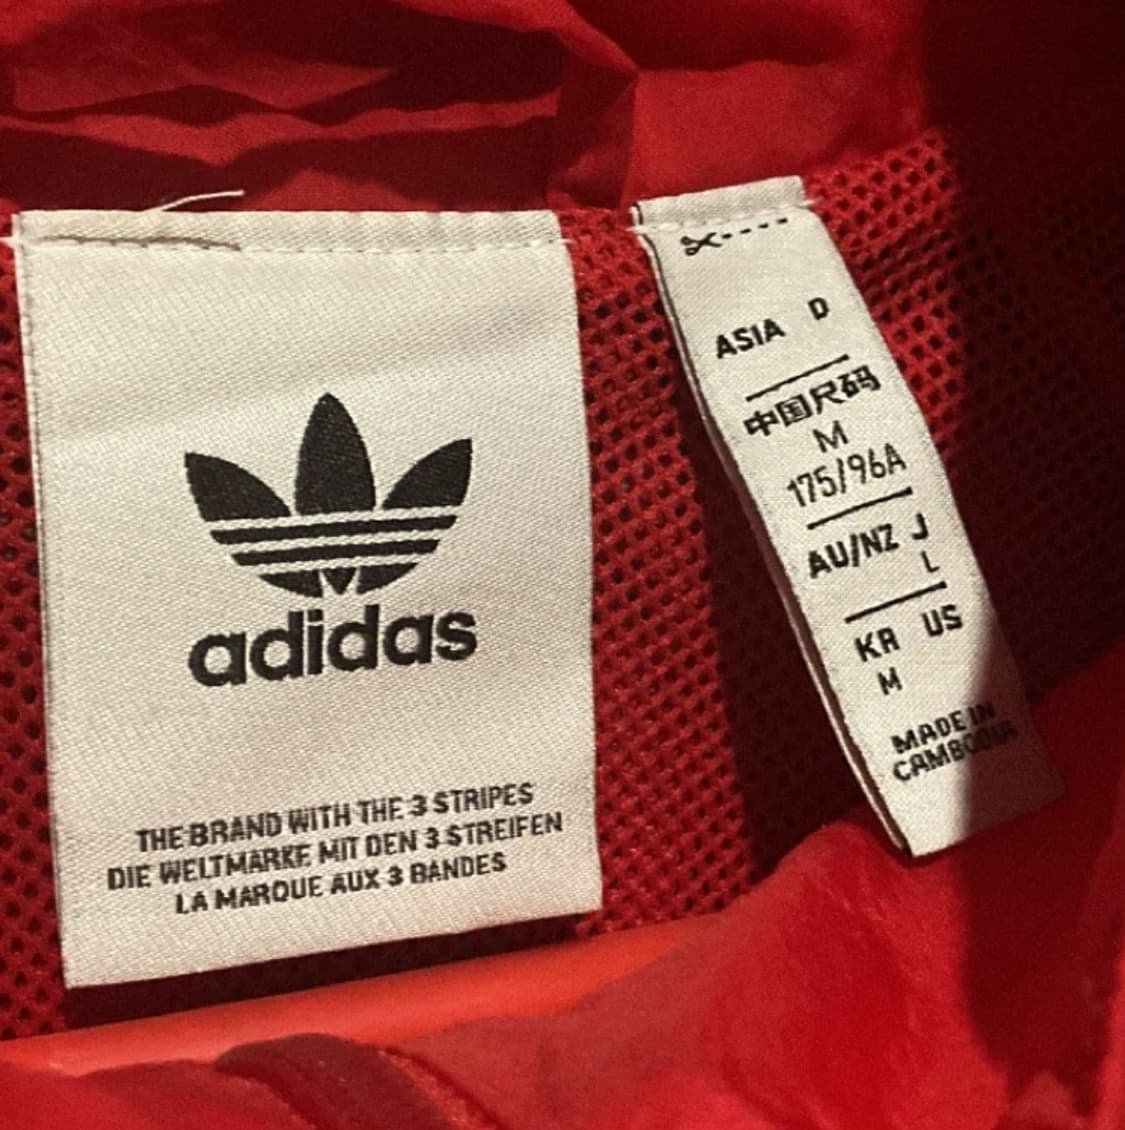 adidas
THE BRAND WITH THE 3 STRIPES
DIE WELTMARKE MIT DEN 3 STREIFEN
LA MARQUE AUX 3 BANDES
ASIA D
中国尺码
M
175/96A
AU/NZ J
L
KR US
M
MADE IN
CAMBODIA